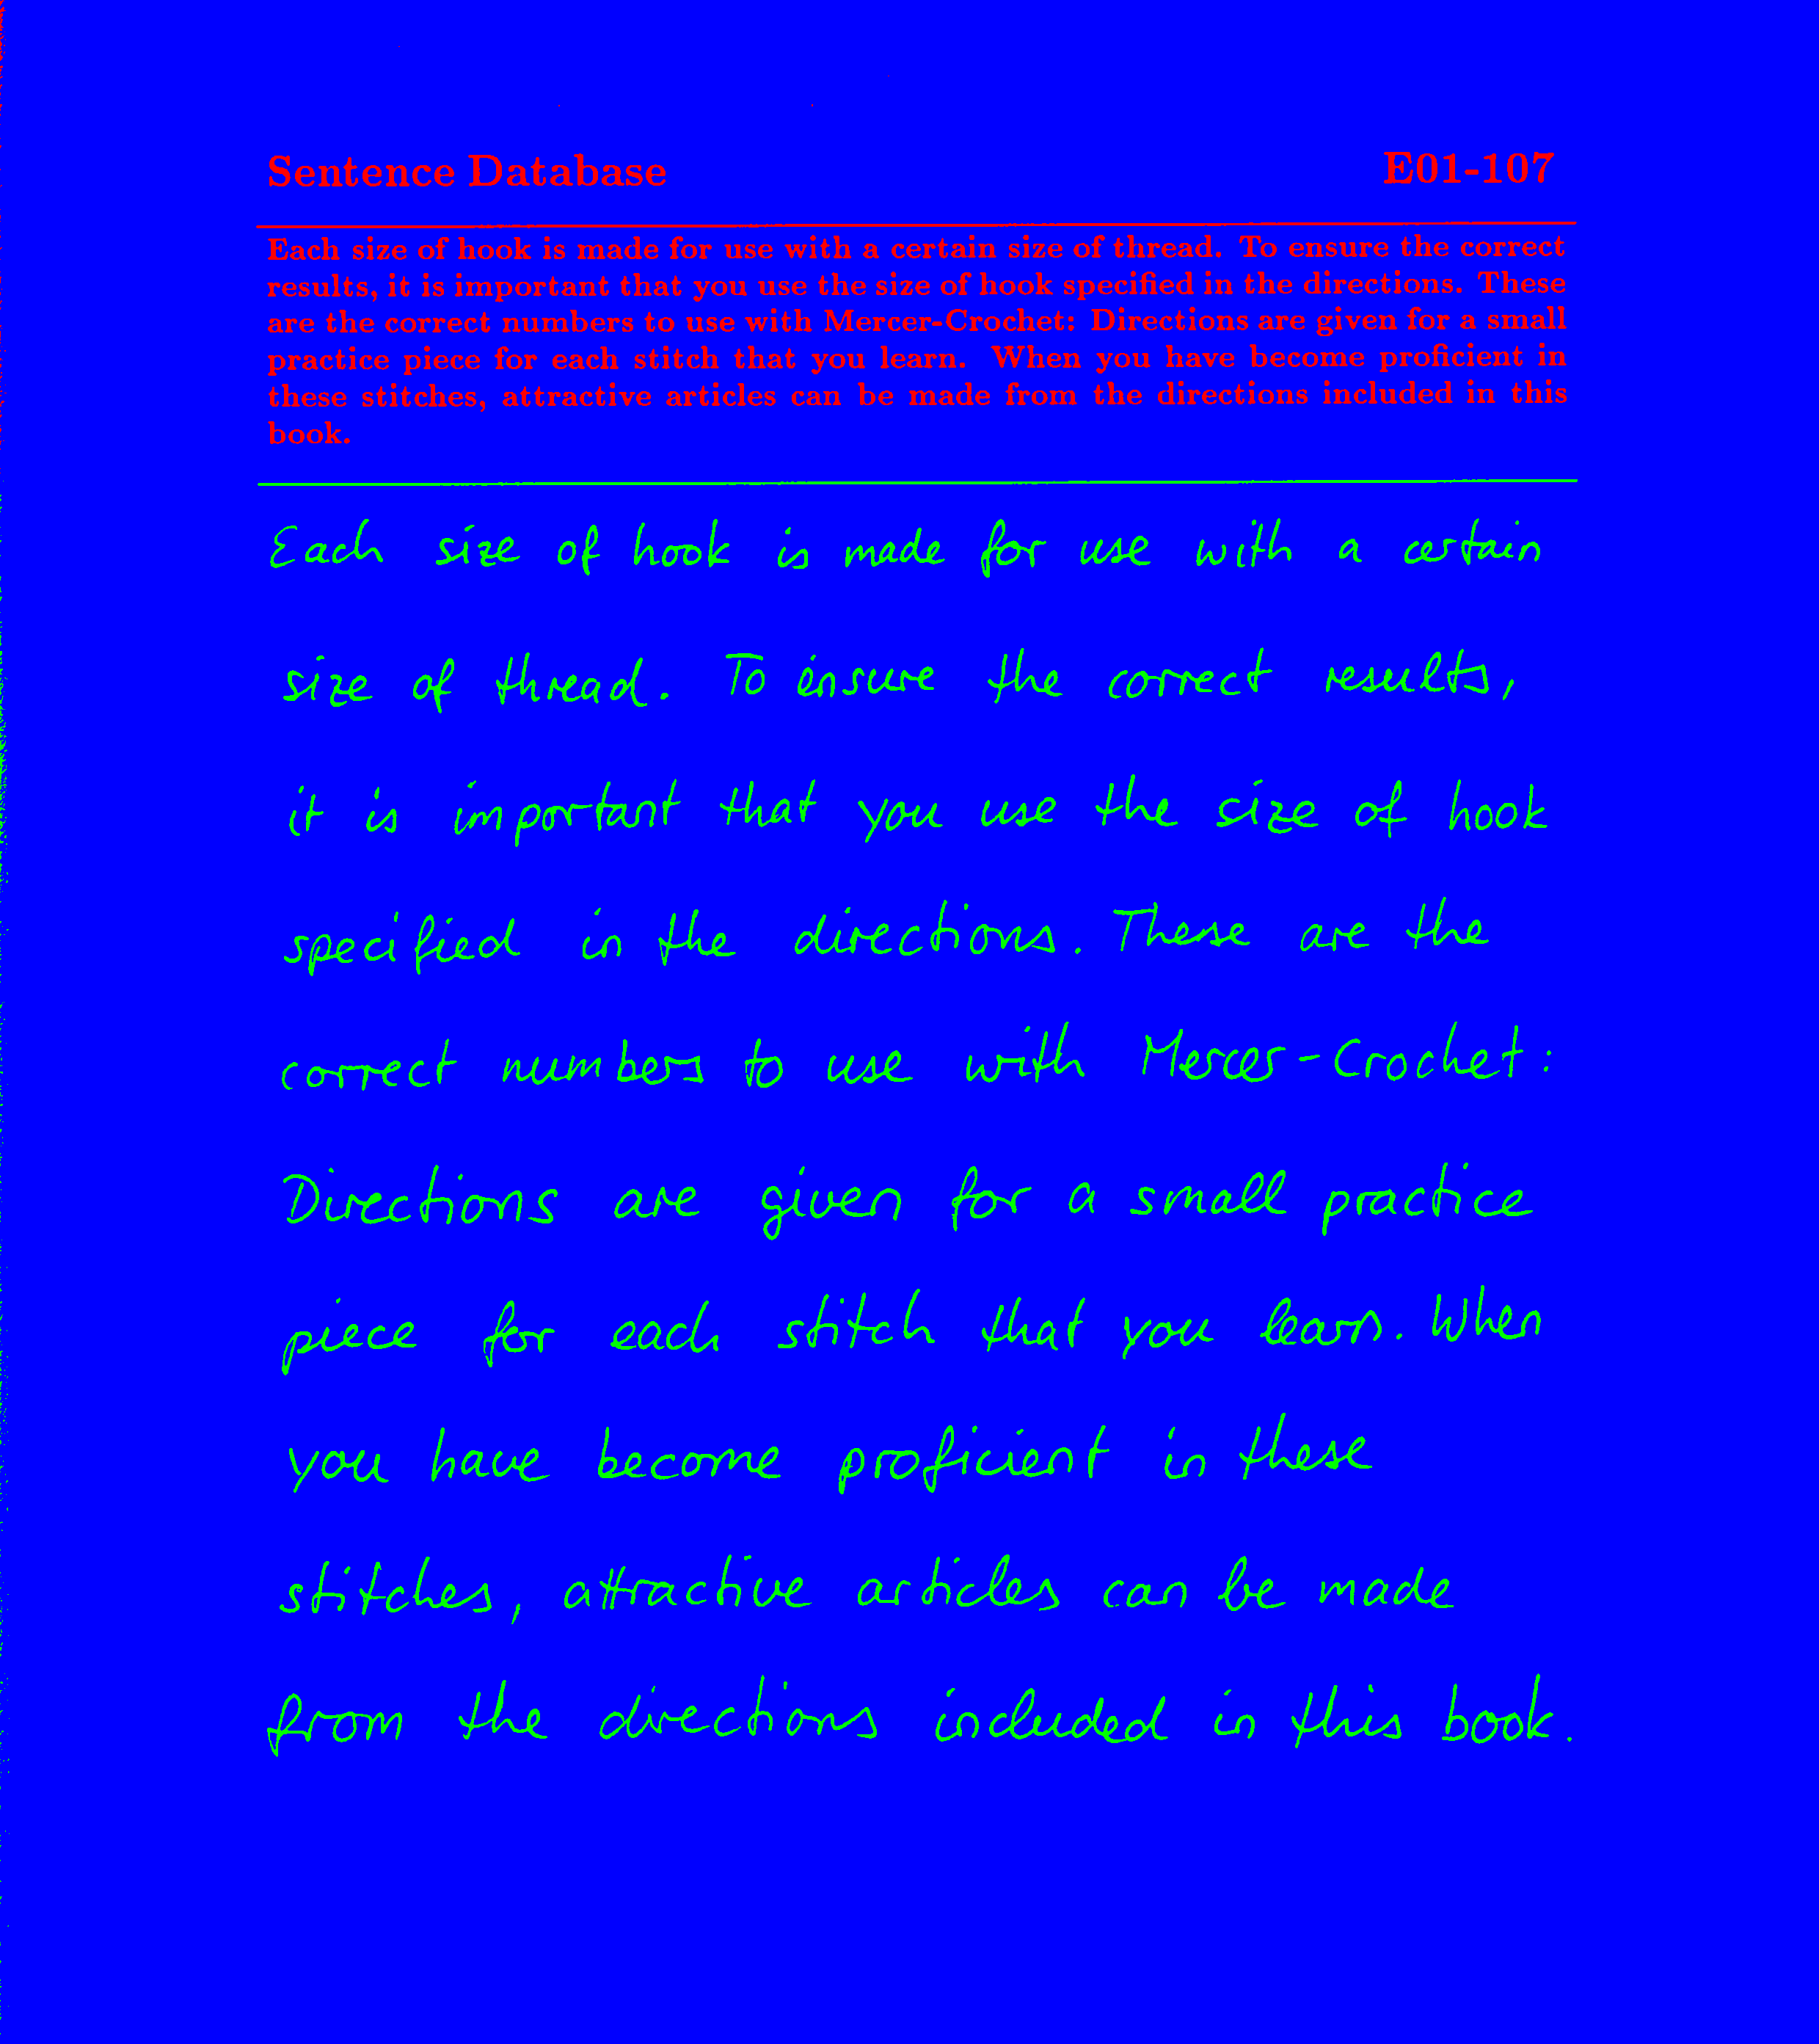 Sentence Database E01-107
Each size of hook is made for use with a certain size of thread. To ensure the correct
results, it is important that you use the size of hook specified in the directions. These
are the correct numbers to use with Mercer-Crochet: Directions are given for a small
practice piece for each stitch that you learn. When you have become proficient in
these stitches, attractive articles can be made from the directions included in this
book.
Each size of hook is made for use with a certain
size of thread. To ensure the correct results,
it is important that you use the size of hook
specified in the directions. These are the
correct numbers to use with Mercer-Crochet:
Directions are given for a small practice
piece for each stitch that you learn. When
you have become proficient in these
stitches, attractive articles can be made
from the directions included in this book.